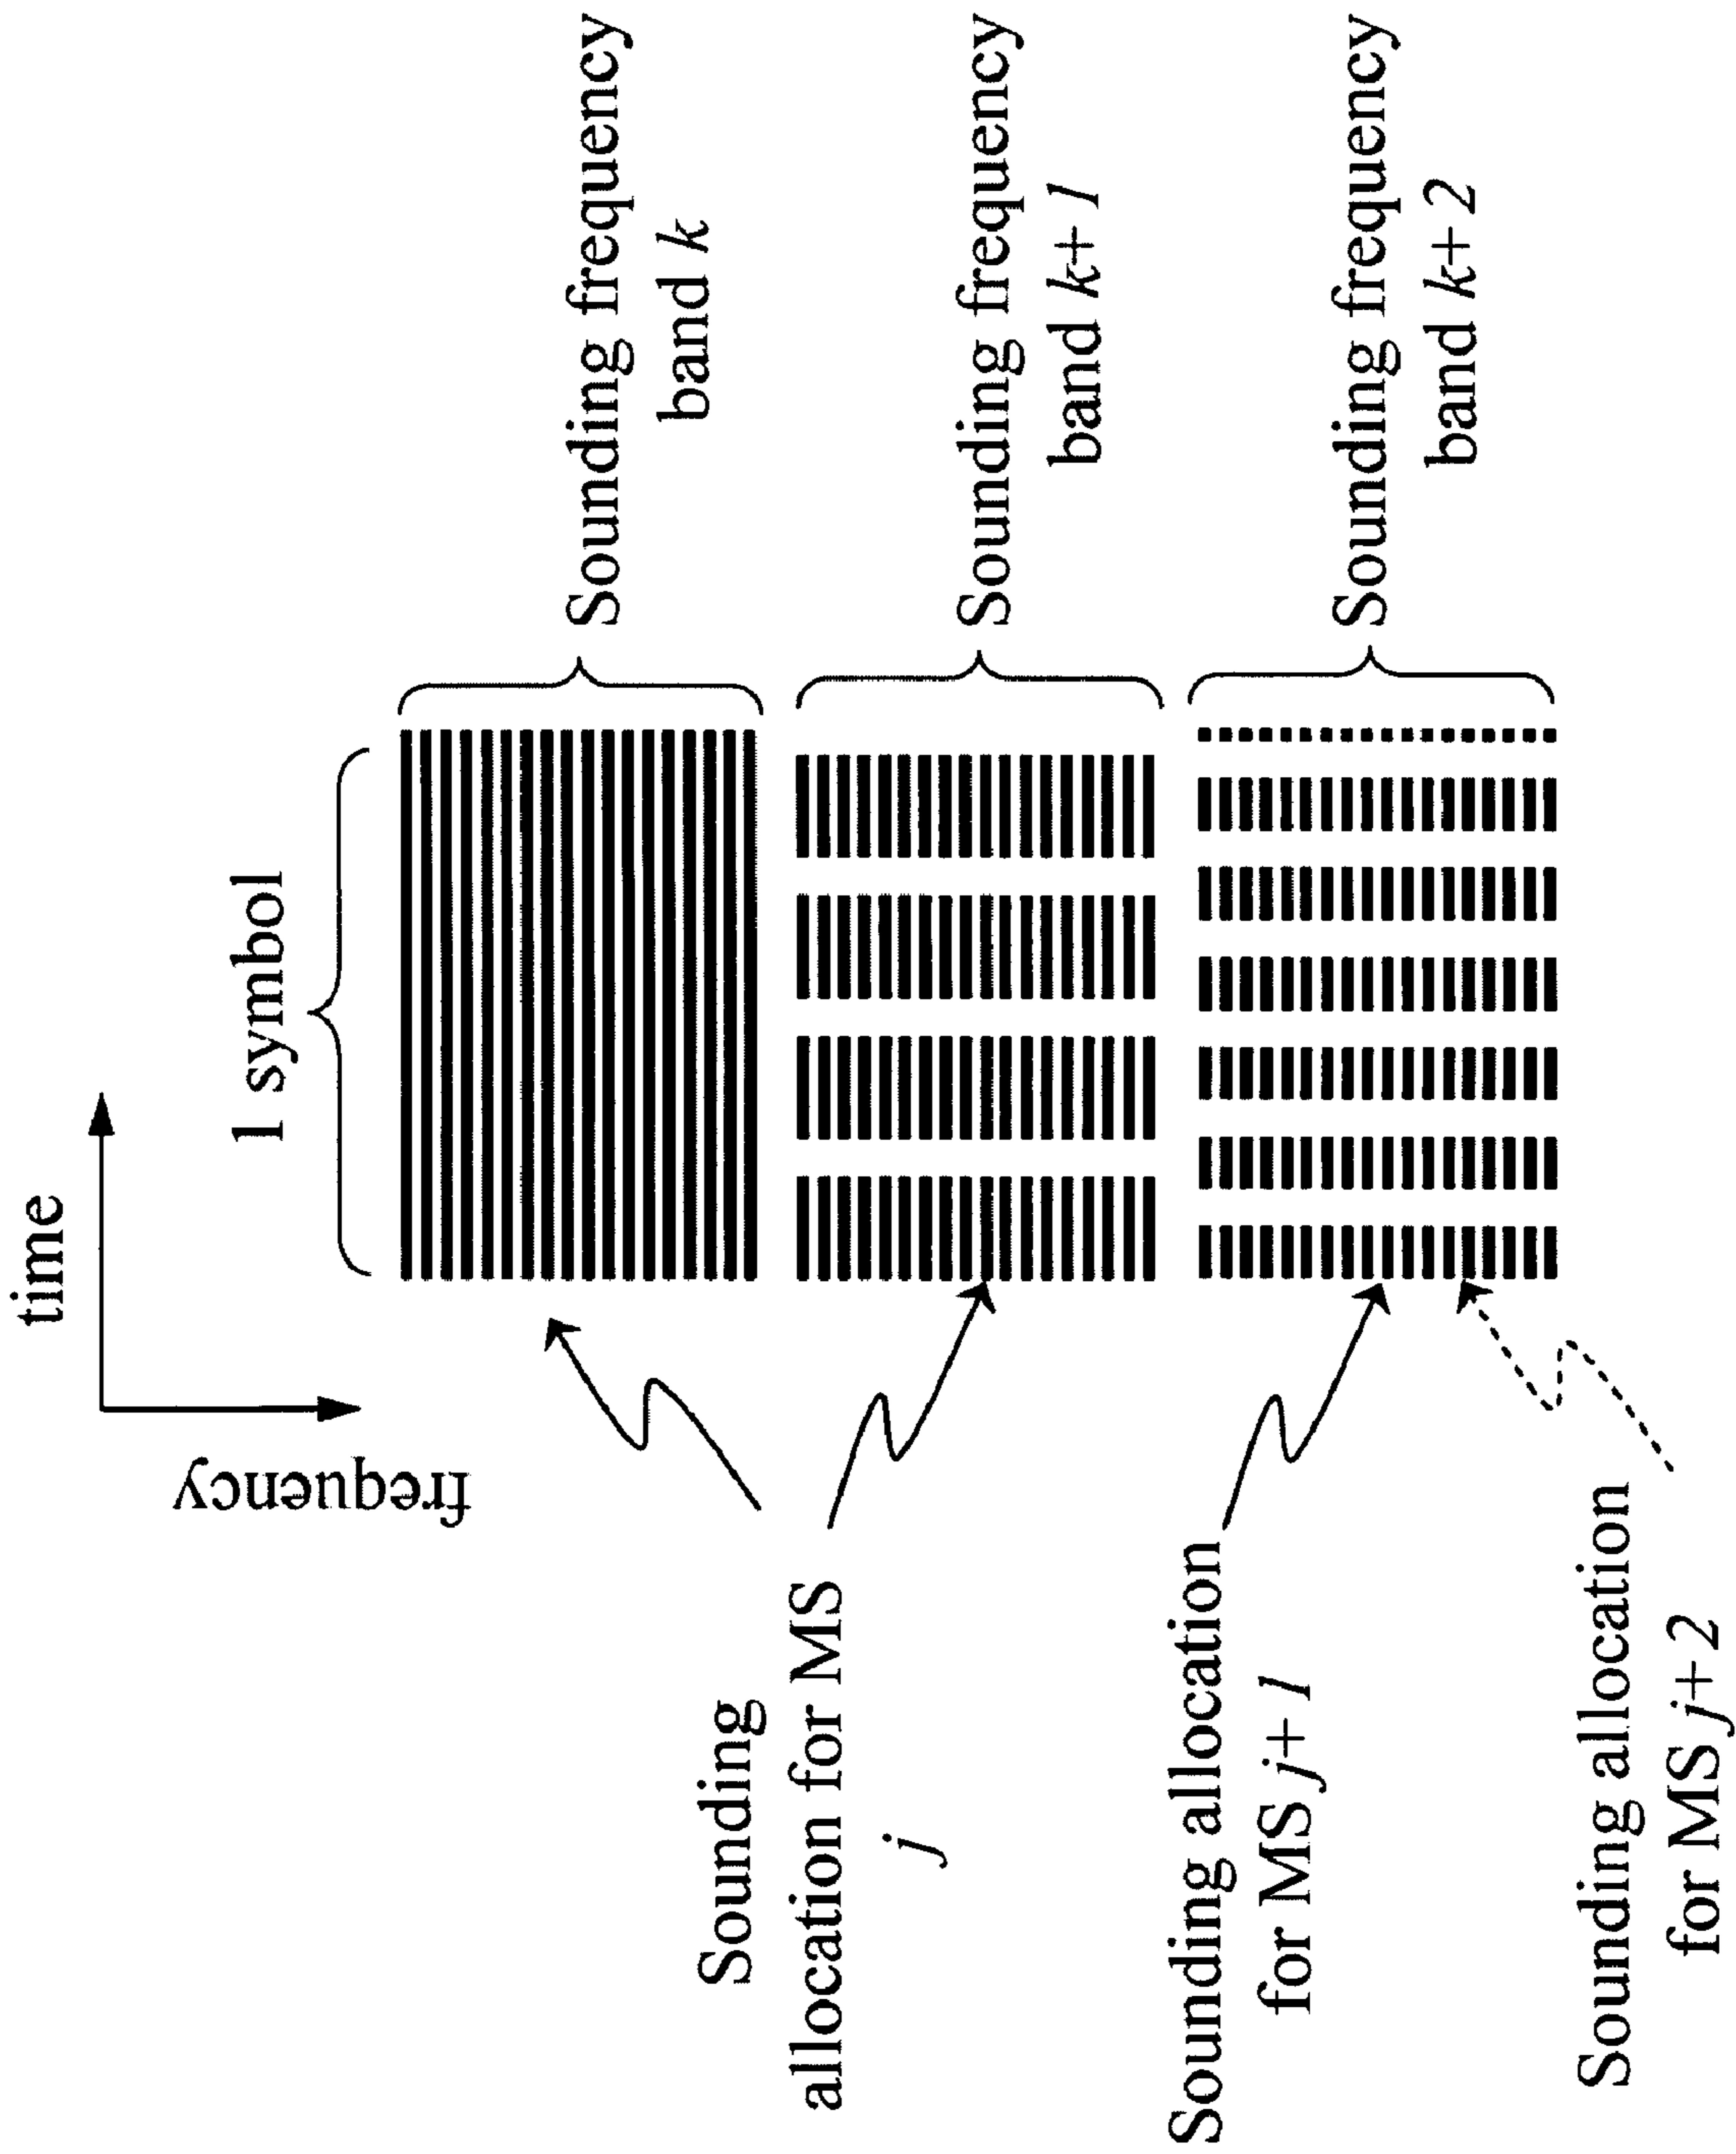 time
frequency
1 symbol
Sounding frequency
band k
Sounding frequency
band k+1
Sounding frequency
band k+2
Sounding
allocation for MS
j
Sounding allocation
for MS j+1
Sounding allocation
for MS j+2